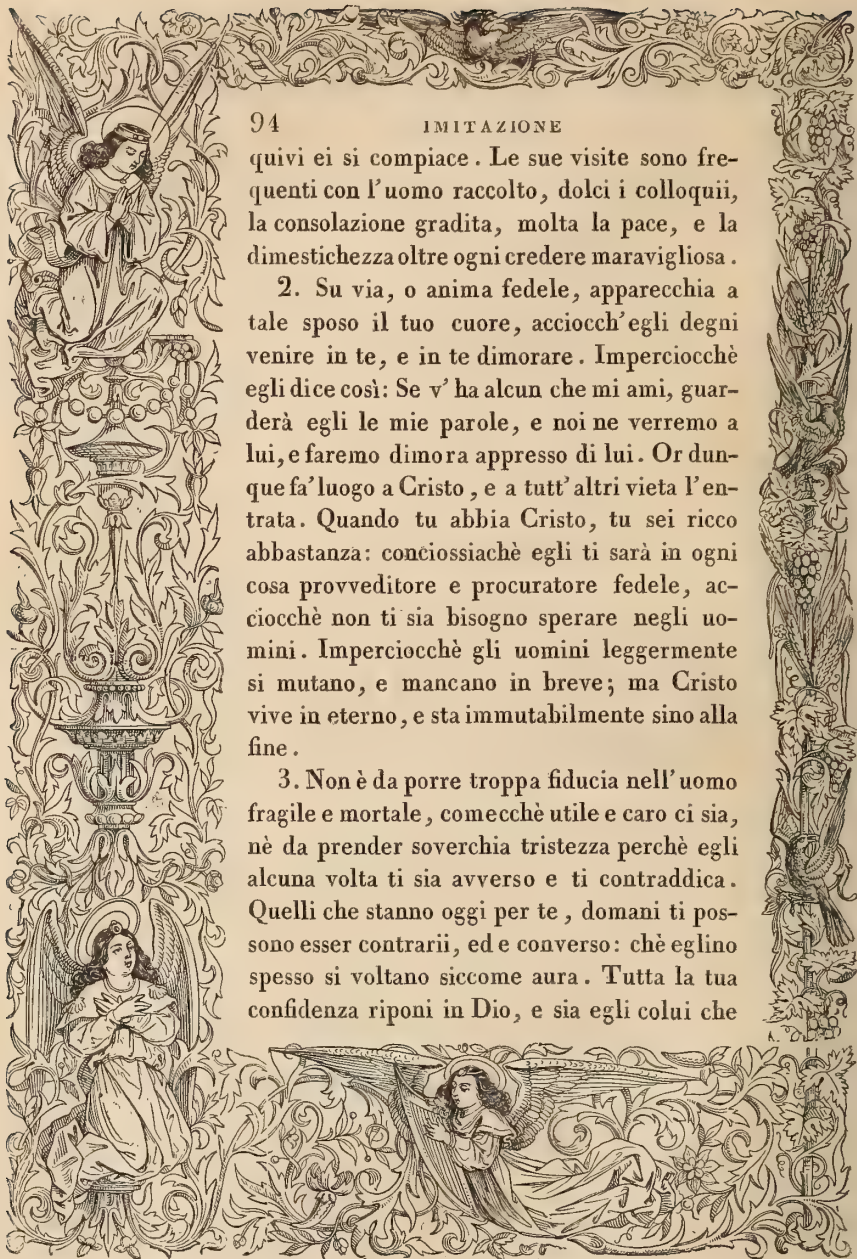 94 IMITAZIONE
quivi ei si compiace. Le sue visite sono fre-
quenti con l'uomo raccolto, dolci i colloquii,
la consolazione gradita, molta la pace, e la
dimestichezza oltre ogni credere maravigliosa.
2. Su via, o anima fedele, apparecchia a
tale sposo il tuo cuore, acciocch'egli degni
venire in te, e in te dimorare. Imperciocchè
egli dice così: Se v'ha alcun che mi ami, guar-
derà egli le mie parole, e noi ne verremo a
lui, e faremo dimora appresso di lui. Or dun-
que fa' luogo a Cristo, e a tutt'altri vieta l'en-
trata. Quando tu abbia Cristo, tu sei ricco
abbastanza: conciossiachè egli ti sarà in ogni
cosa provveditore e procuratore fedele, ac-
ciocchè non ti sia bisogno sperare negli uo-
mini. Imperciocchè gli uomini leggermente
si mutano, e mancano in breve; ma Cristo
vive in eterno, e sta immutabilmente sino alla
fine.
3. Non è da porre troppa fiducia nell'uomo
fragile e mortale, comecchè utile e caro ci sia,
nè da prender soverchia tristezza perchè egli
alcuna volta ti sia avverso e ti contraddica.
Quelli che stanno oggi per te, domani ti pos-
sono esser contrarii, ed e converso: chè eglino
spesso si voltano siccome aura. Tutta la tua
confidenza riponi in Dio, e sia egli colui che